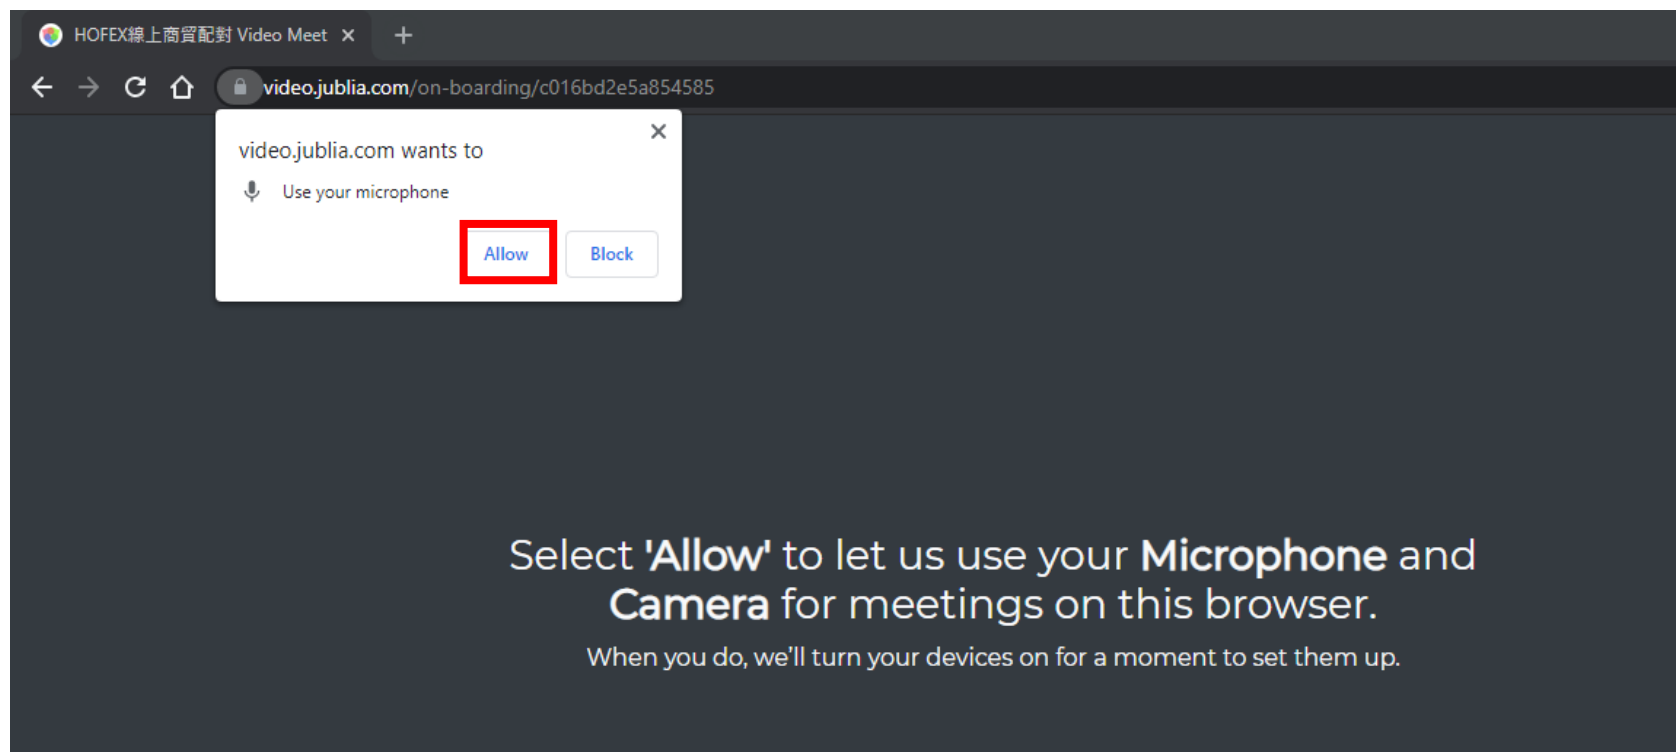 HOFEX線上商貿配對 Video Meet
video.jublia.com/on-boarding/c016bd2e5a854585
video.jublia.com wants to
Use your microphone
Allow Block
Select 'Allow' to let us use your Microphone and
Camera for meetings on this browser.
When you do, we'll turn your devices on for a moment to set them up.